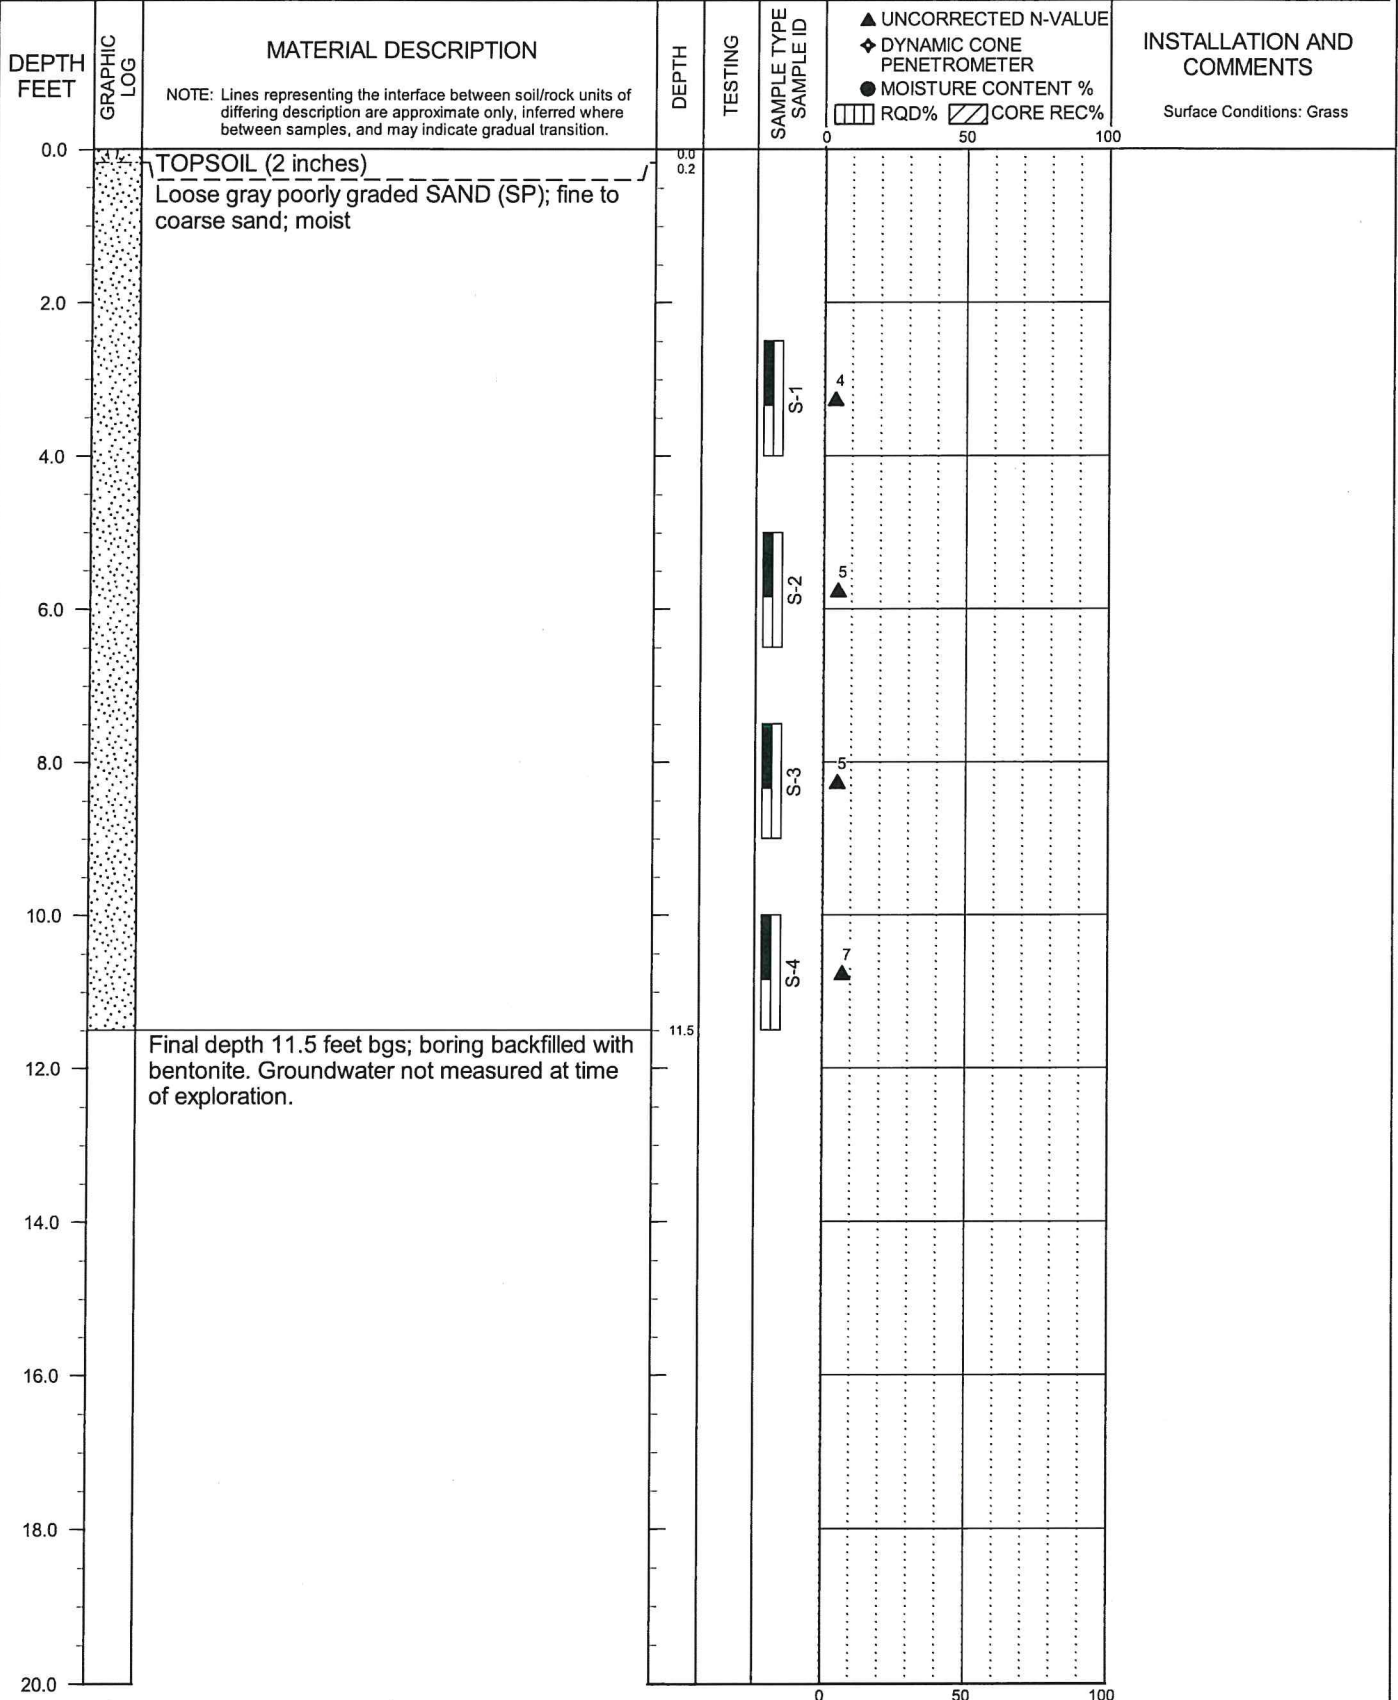 DEPTH
FEET
GRAPHIC
LOG
MATERIAL DESCRIPTION
NOTE: Lines representing the interface between soil/rock units of
differing description are approximate only, inferred where
between samples, and may indicate gradual transition.
DEPTH
TESTING
SAMPLE TYPE
SAMPLE ID
▲ UNCORRECTED N-VALUE
DYNAMIC CONE
PENETROMETER
● MOISTURE CONTENT %
RQD% CORE REC%
0 50 100
INSTALLATION AND
COMMENTS
Surface Conditions: Grass
0.0
TOPSOIL (2 inches)
0.0
0.2
Loose gray poorly graded SAND (SP); fine to
coarse sand; moist
2.0
S-1
4
4.0
S-2
5
6.0
8.0
S-3
5
10.0
S-4
7
11.5
Final depth 11.5 feet bgs; boring backfilled with
bentonite. Groundwater not measured at time
of exploration.
12.0
14.0
16.0
18.0
20.0
0 50 100